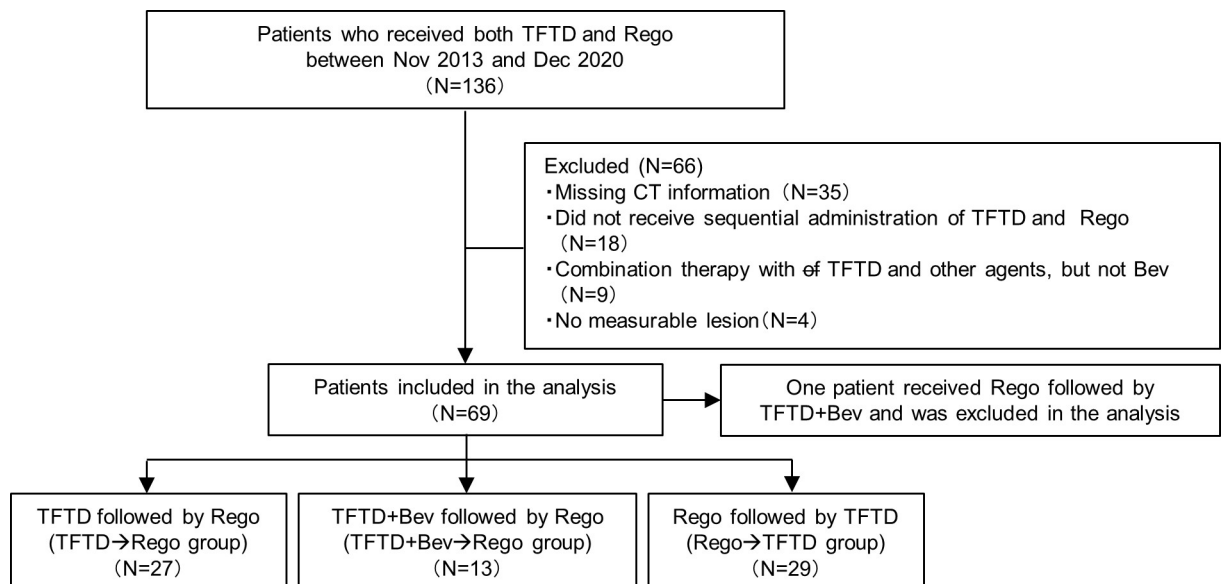 Patients who received both TFTD and Rego
between Nov 2013 and Dec 2020
（N=136）
Excluded (N=66)
・Missing CT information （N=35）
・Did not receive sequential administration of TFTD and Rego
（N=18）
・Combination therapy with of TFTD and other agents, but not Bev
（N=9）
・No measurable lesion（N=4）
Patients included in the analysis
（N=69）
One patient received Rego followed by
TFTD+Bev and was excluded in the analysis
TFTD followed by Rego
(TFTD→Rego group)
（N=27）
TFTD+Bev followed by Rego
(TFTD+Bev→Rego group)
（N=13）
Rego followed by TFTD
(Rego→TFTD group)
（N=29）